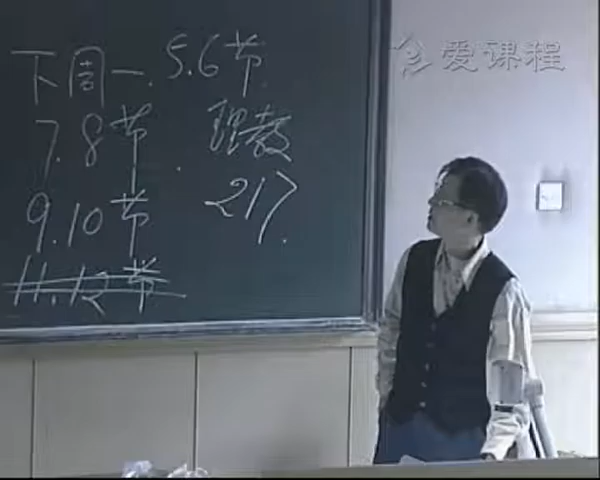 下周一. 5.6节
7.8节. 理教
9.10节 217.
11.12节
爱课程